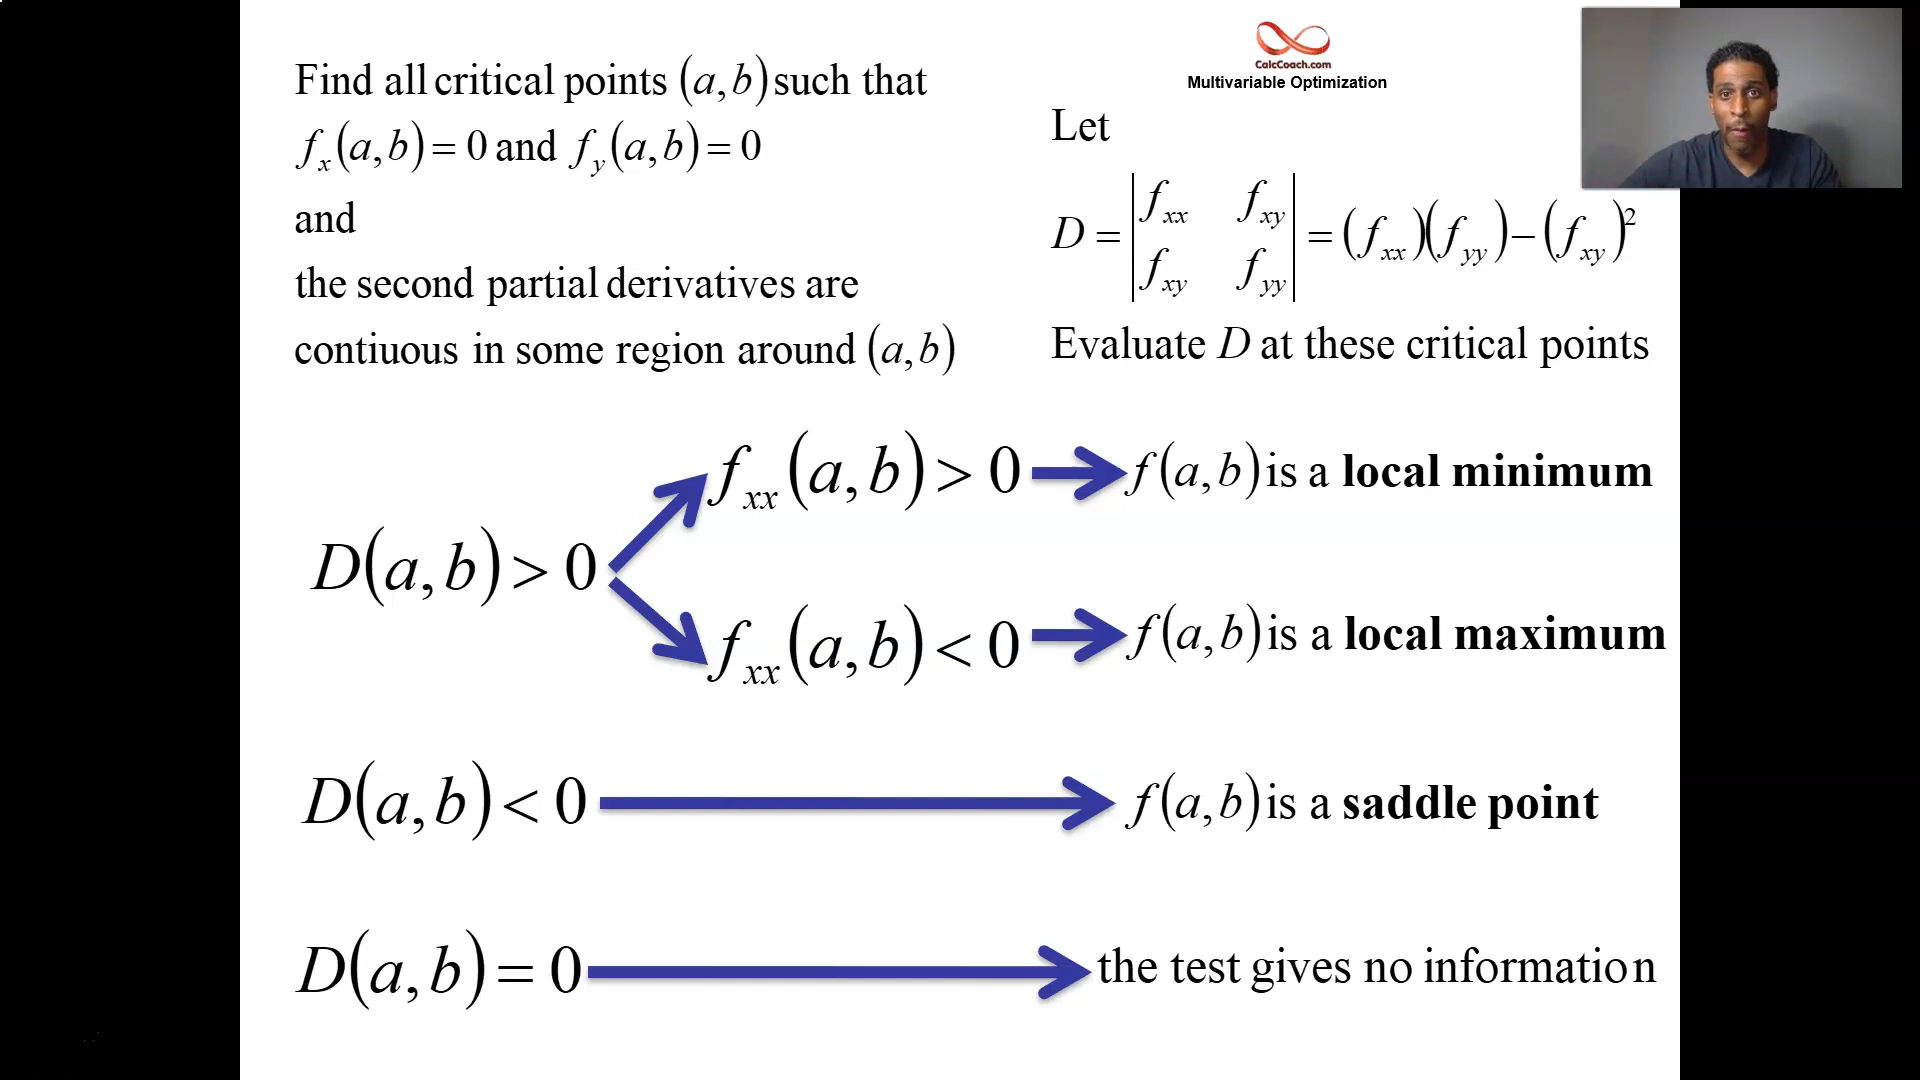 Find all critical points (a,b) such that
f_x(a,b) = 0 and f_y(a,b) = 0
and
the second partial derivatives are
contiuous in some region around (a,b)
CalcCoach.com
Multivariable Optimization
Let
D = | f_xx f_xy |
| f_xy f_yy | = (f_xx)(f_yy) − (f_xy)²
Evaluate D at these critical points
D(a,b) > 0
f_xx(a,b) > 0 → f(a,b) is a local minimum
f_xx(a,b) < 0 → f(a,b) is a local maximum
D(a,b) < 0 → f(a,b) is a saddle point
D(a,b) = 0 → the test gives no information